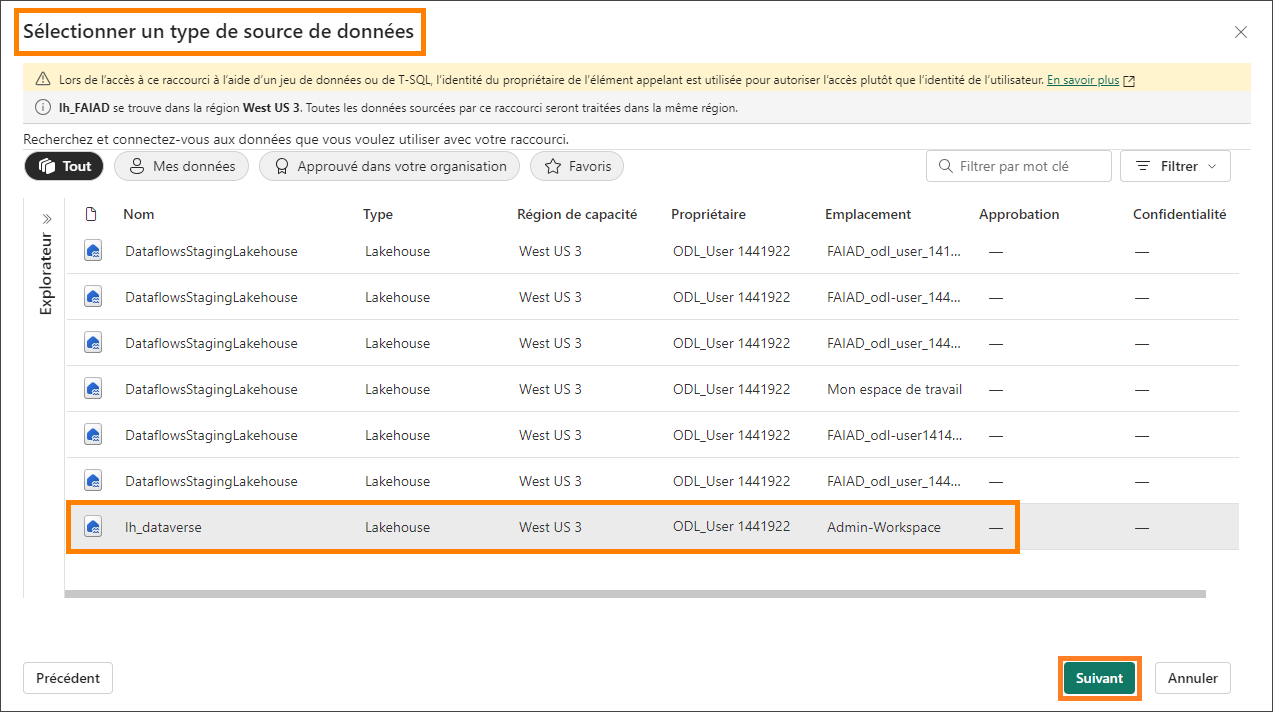 Sélectionner un type de source de données
Lors de l'accès à ce raccourci à l'aide d'un jeu de données ou de T-SQL, l'identité du propriétaire de l'élément appelant est utilisée pour autoriser l'accès plutôt que l'identité de l'utilisateur. En savoir plus
lh_FAIAD se trouve dans la région West US 3. Toutes les données sourcées par ce raccourci seront traitées dans la même région.
Recherchez et connectez-vous aux données que vous voulez utiliser avec votre raccourci.
Tout Mes données Approuvé dans votre organisation Favoris Filtrer par mot clé Filtrer
Explorateur
Nom Type Région de capacité Propriétaire Emplacement Approbation Confidentialité
DataflowsStagingLakehouse Lakehouse West US 3 ODL_User 1441922 FAIAD_odl_user_141... — —
DataflowsStagingLakehouse Lakehouse West US 3 ODL_User 1441922 FAIAD_odl-user_144... — —
DataflowsStagingLakehouse Lakehouse West US 3 ODL_User 1441922 FAIAD_odl_user_144... — —
DataflowsStagingLakehouse Lakehouse West US 3 ODL_User 1441922 Mon espace de travail — —
DataflowsStagingLakehouse Lakehouse West US 3 ODL_User 1441922 FAIAD_odl-user1414... — —
DataflowsStagingLakehouse Lakehouse West US 3 ODL_User 1441922 FAIAD_odl_user_144... — —
lh_dataverse Lakehouse West US 3 ODL_User 1441922 Admin-Workspace — —
Précédent Suivant Annuler